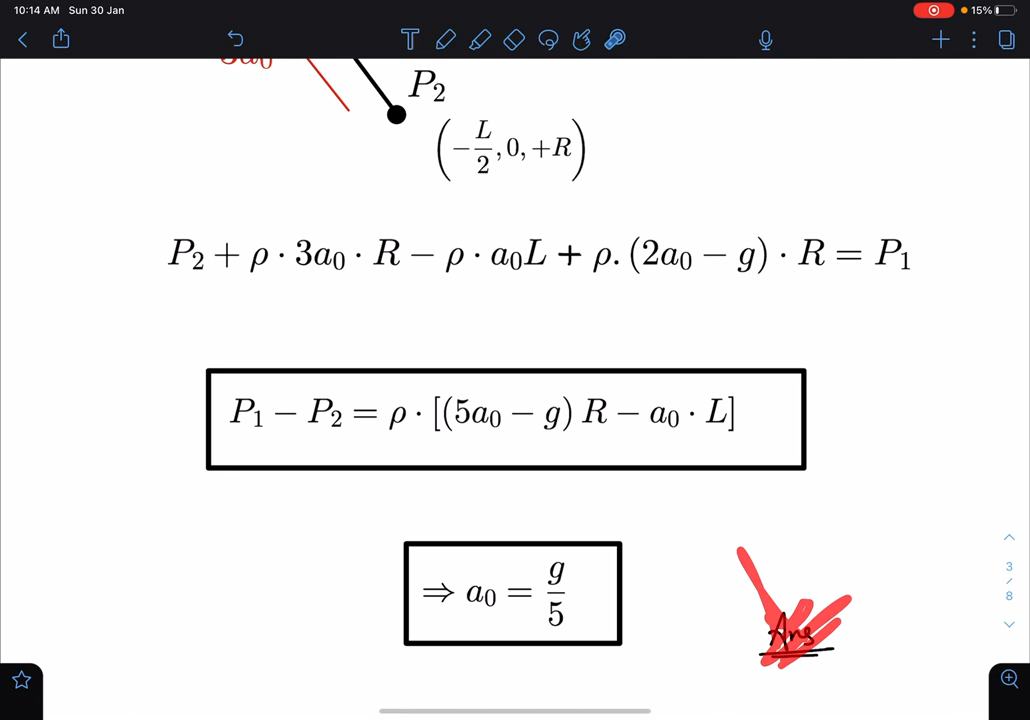 10:14 AM Sun 30 Jan 15%
3a₀
P₂
(−L/2, 0, +R)
P₂ + ρ · 3a₀ · R − ρ · a₀L + ρ. (2a₀ − g) · R = P₁
P₁ − P₂ = ρ · [(5a₀ − g) R − a₀ · L]
⇒ a₀ = g/5
3
/
8
Ans